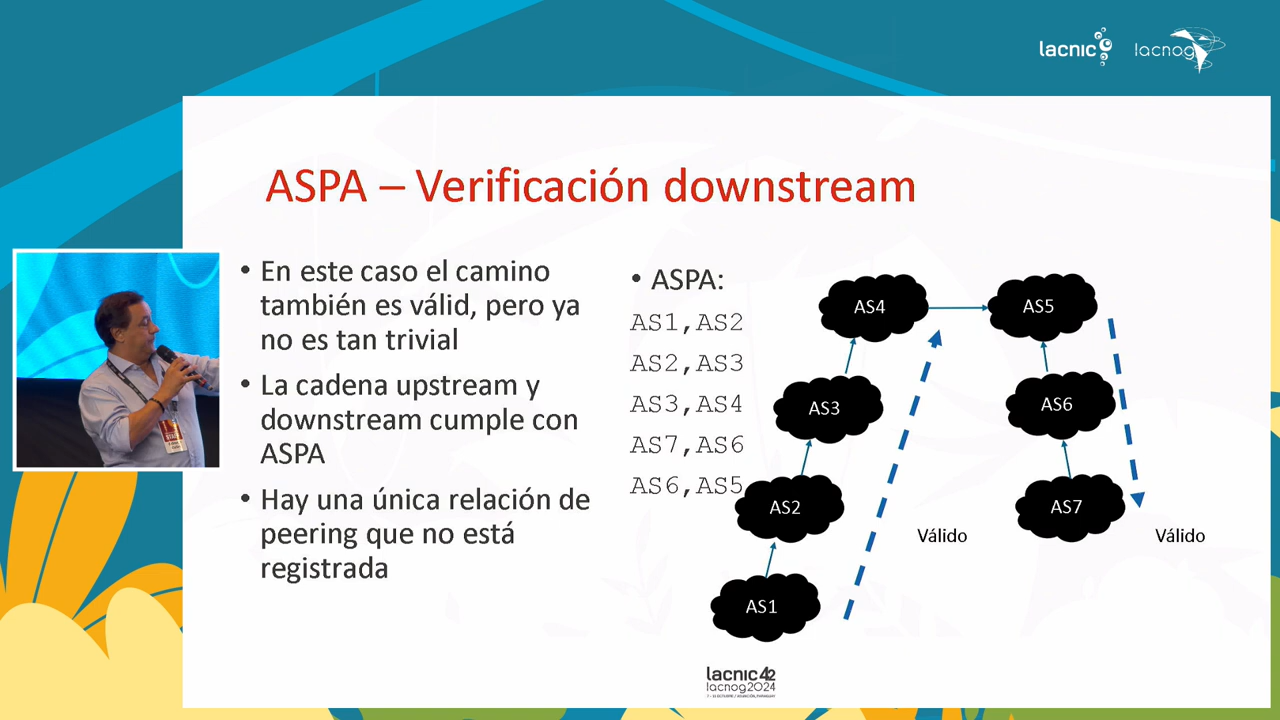 lacnic
lacnog
ASPA – Verificación downstream
• En este caso el camino
también es válid, pero ya
no es tan trivial
• La cadena upstream y
downstream cumple con
ASPA
• Hay una única relación de
peering que no está
registrada
• ASPA:
AS1,AS2
AS2,AS3
AS3,AS4
AS7,AS6
AS6,AS5
AS4
AS5
AS3
AS6
AS2
AS7
AS1
Válido
Válido
lacnic42
lacnog2024